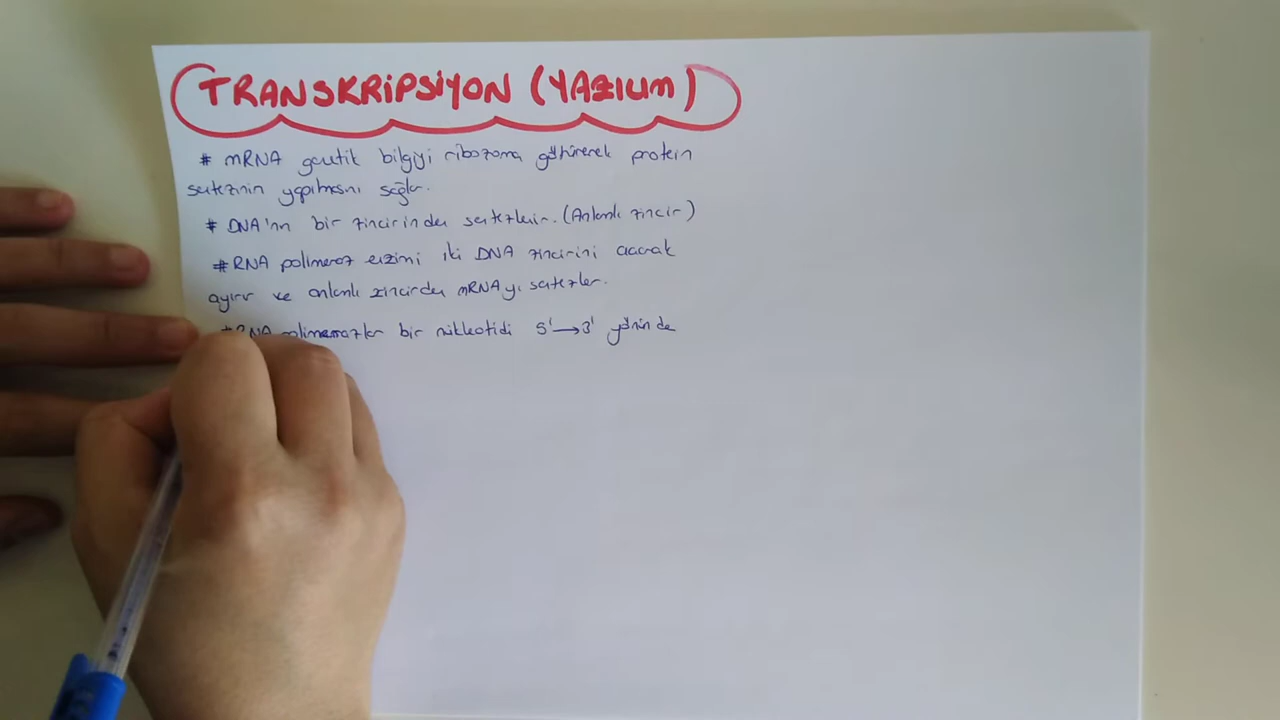 TRANSKRİPSİYON (YAZILIM)
# mRNA genetik bilgiyi ribozoma götürerek protein
sentezinin yapılmasını sağlar.
# DNA'nın bir zincirinden sentezlenir. (Anlamlı zincir)
# RNA polimeraz enzimi iki DNA zincirini açarak
ayırır ve anlamlı zincirden mRNA yı sentezler.
# RNA polimerazlar bir nükleotidi 5' → 3' yönünde